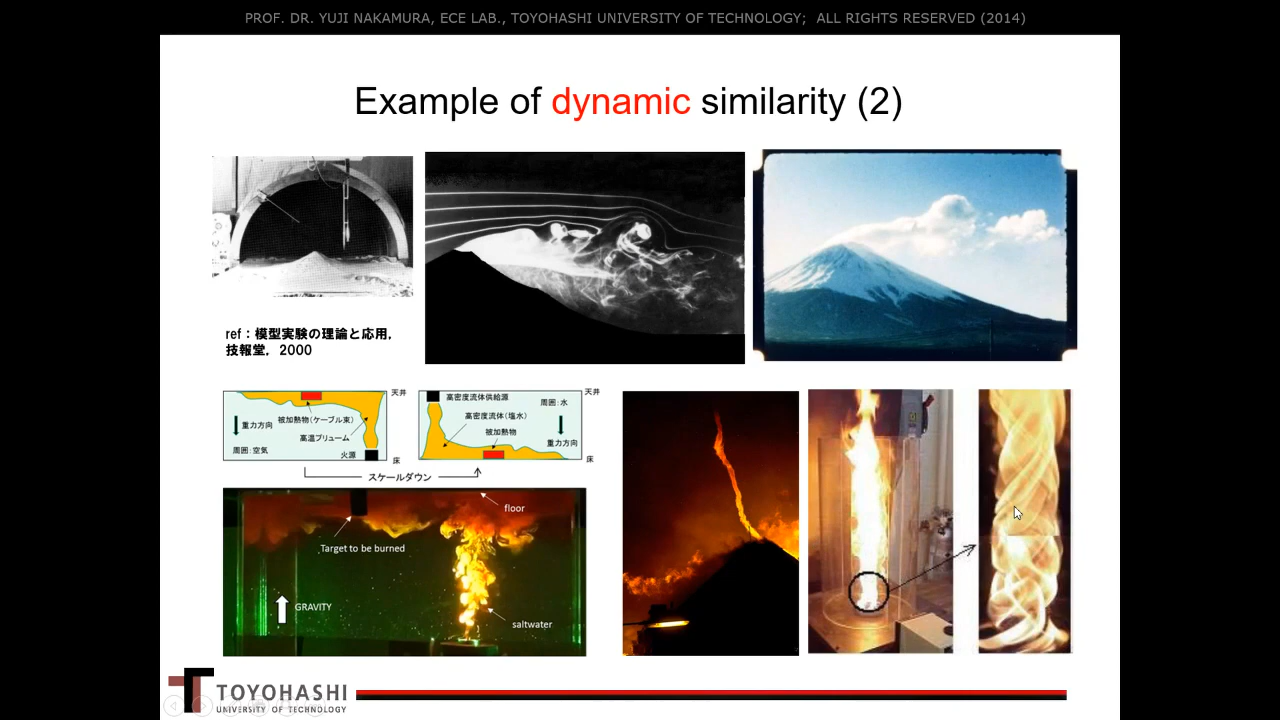 PROF. DR. YUJI NAKAMURA, ECE LAB., TOYOHASHI UNIVERSITY OF TECHNOLOGY;  ALL RIGHTS RESERVED (2014)
Example of dynamic similarity (2)
ref：模型実験の理論と応用,
技報堂, 2000
天井
重力方向
被加熱物(ケーブル束)
高温プリューム
周囲：空気
火源
床
高密度流体供給源
周囲：水
天井
高密度流体(塩水)
被加熱物
重力方向
床
スケールダウン
floor
Target to be burned
GRAVITY
saltwater
TOYOHASHI
UNIVERSITY OF TECHNOLOGY